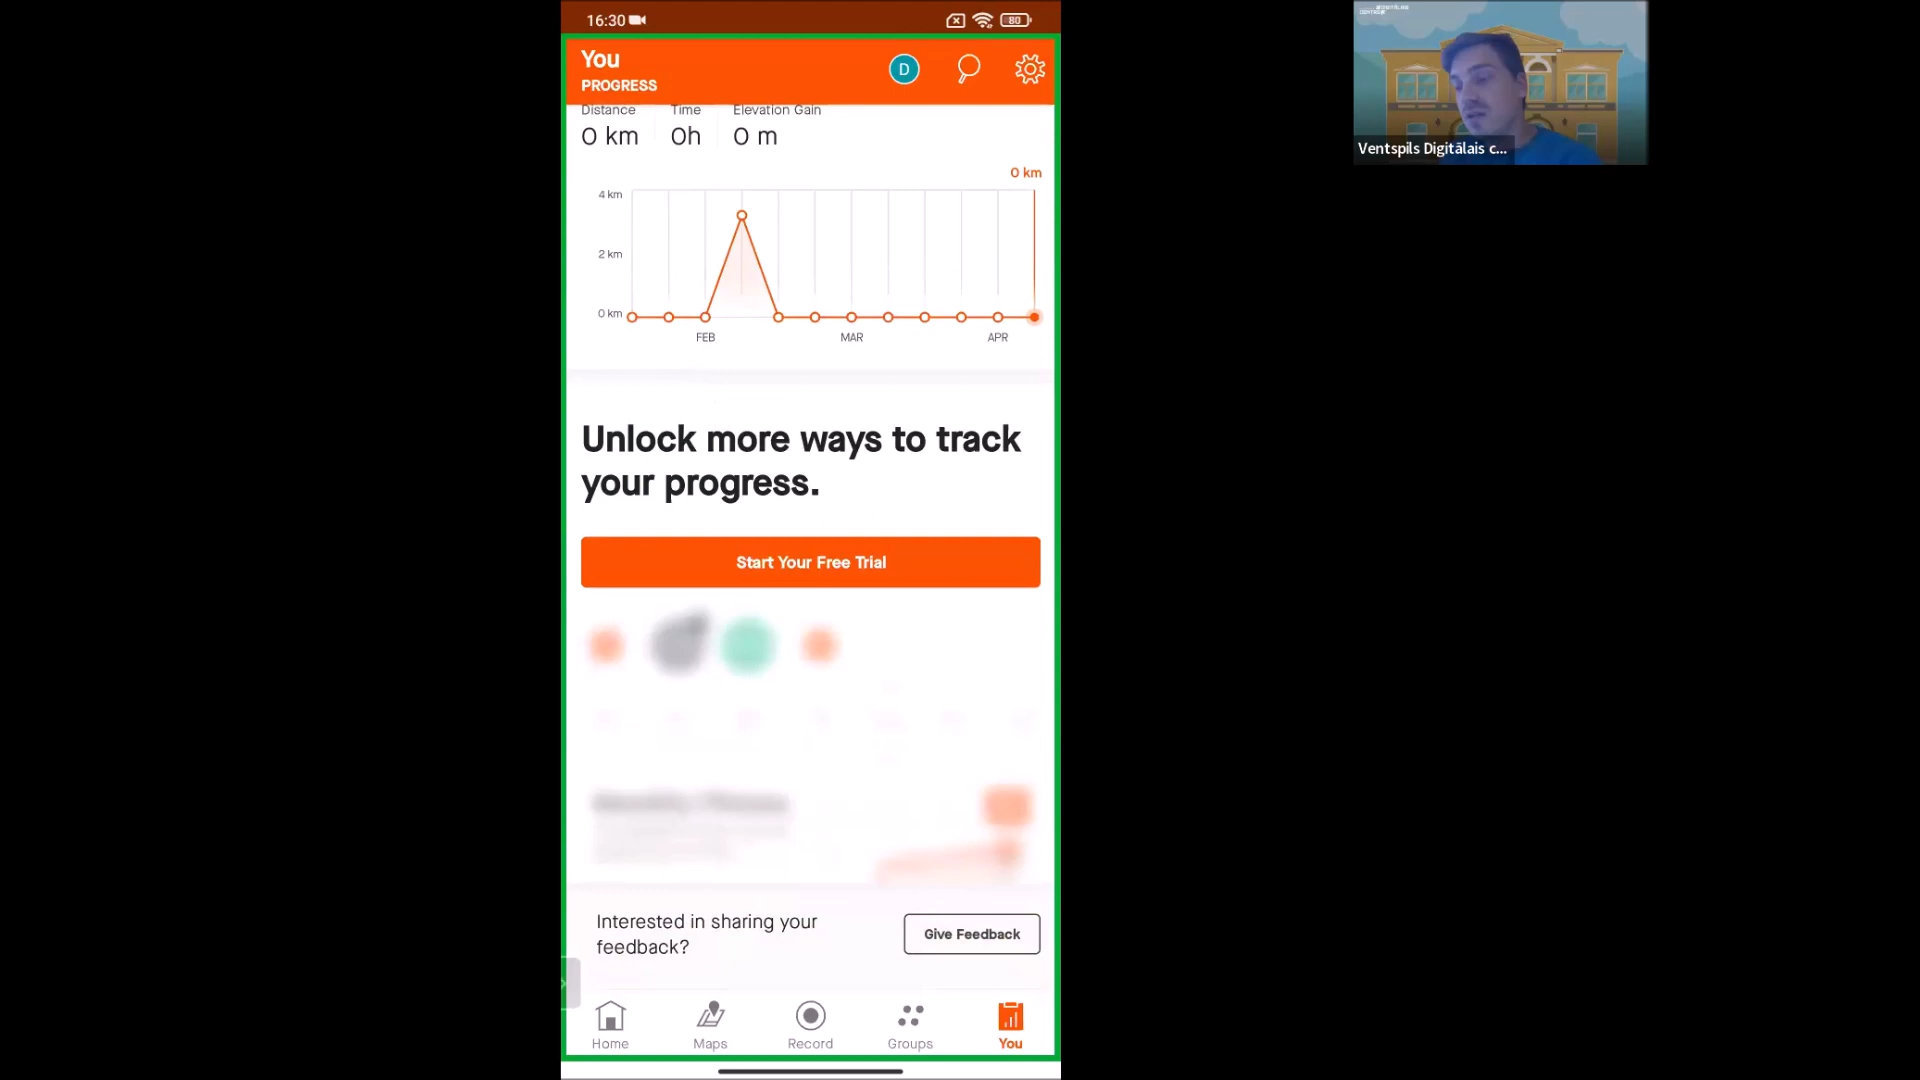 16:30
80
You
PROGRESS
D
Distance Time Elevation Gain
0 km 0h 0 m
0 km
4 km
2 km
0 km
FEB MAR APR
Unlock more ways to track
your progress.
Start Your Free Trial
Interested in sharing your
feedback?
Give Feedback
Home Maps Record Groups You
Ventspils Digitālais c...